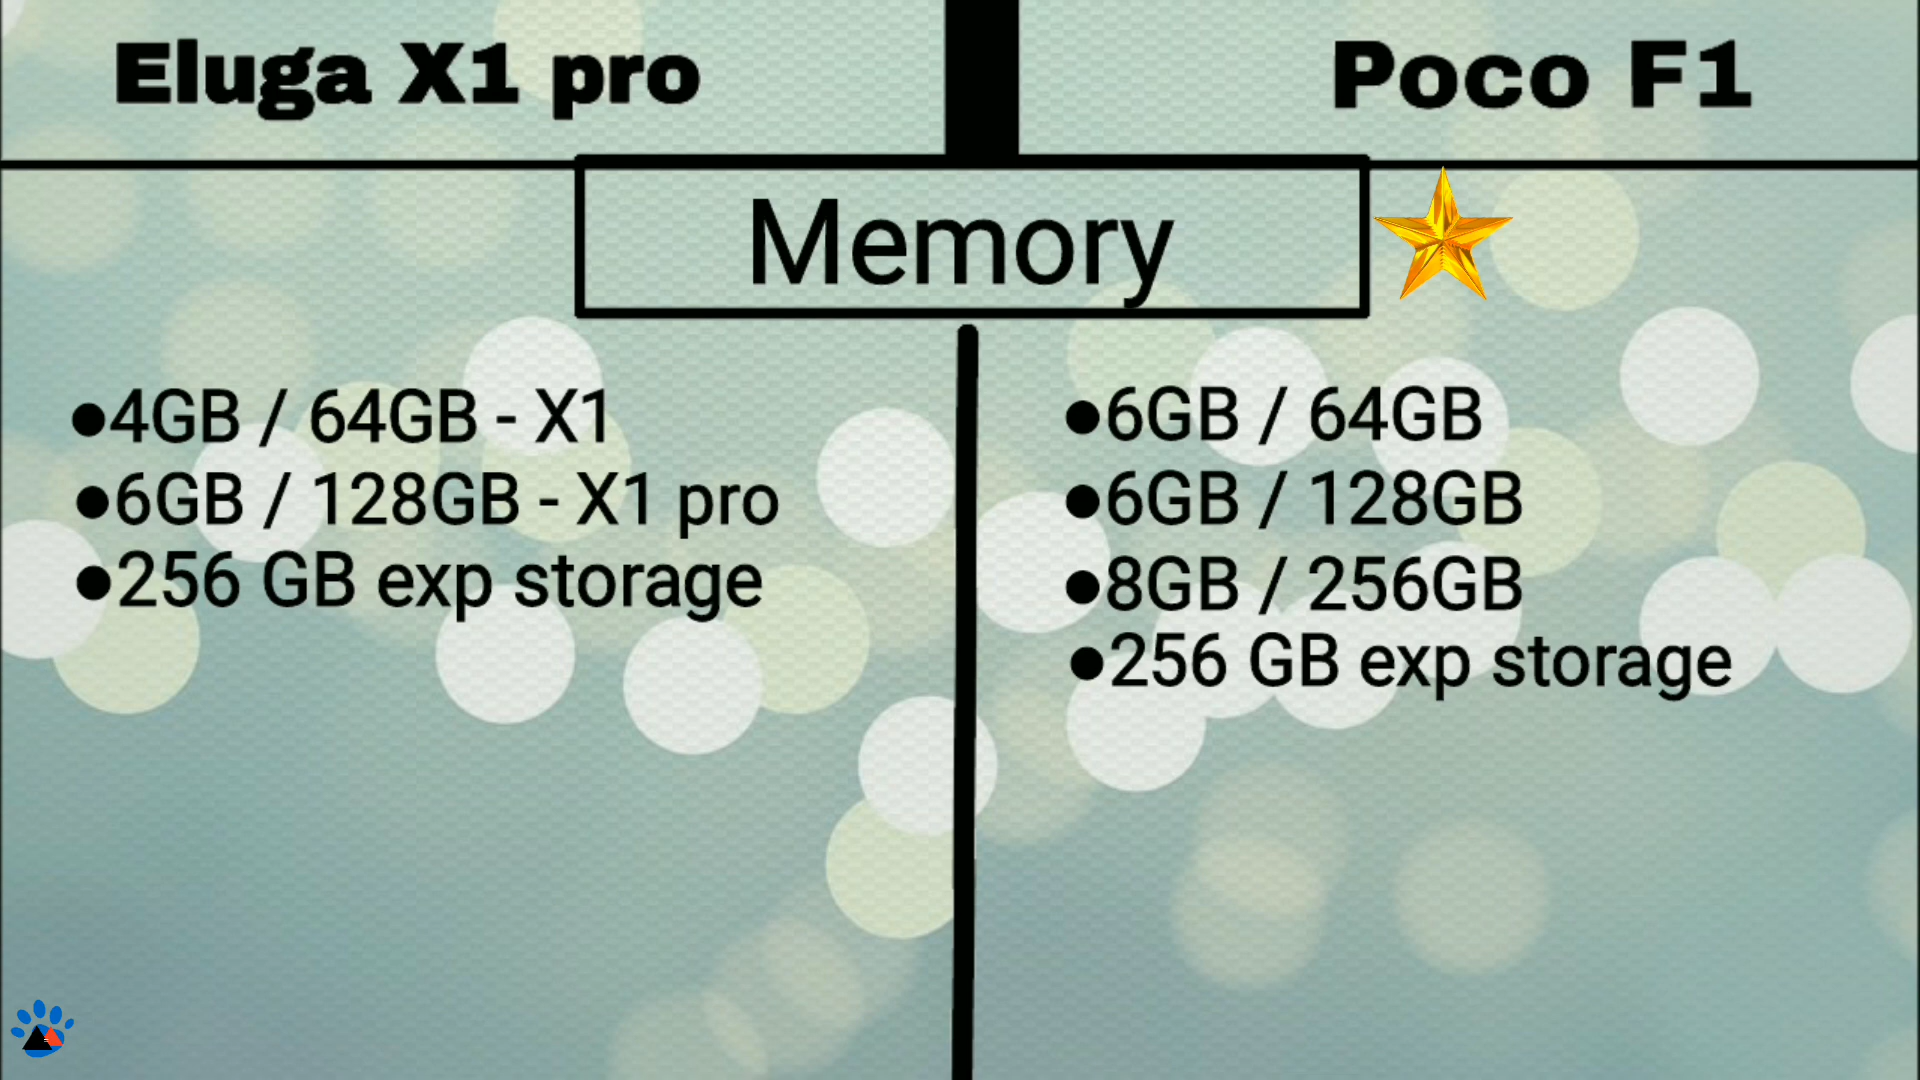 Eluga X1 pro
Poco F1
Memory
●4GB / 64GB - X1
●6GB / 128GB - X1 pro
●256 GB exp storage
●6GB / 64GB
●6GB / 128GB
●8GB / 256GB
●256 GB exp storage